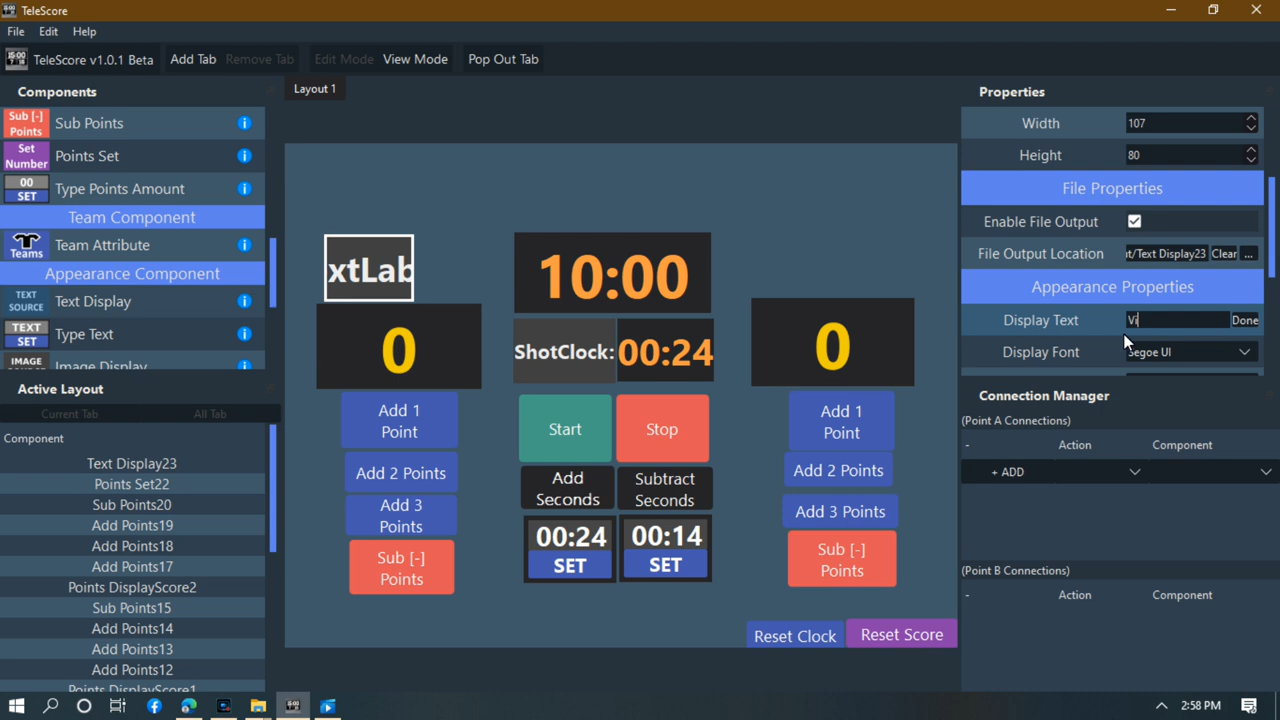 TeleScore
File Edit Help
TeleScore v1.0.1 Beta Add Tab Remove Tab Edit Mode View Mode Pop Out Tab
Components
Sub [-] Points Sub Points
Set Number Points Set
00 SET Type Points Amount
Team Component
Teams Team Attribute
Appearance Component
TEXT SOURCE Text Display
TEXT SET Type Text
IMAGE Image Display
Active Layout
Current Tab All Tab
Component
Text Display23
Points Set22
Sub Points20
Add Points19
Add Points18
Add Points17
Points DisplayScore2
Sub Points15
Add Points14
Add Points13
Add Points12
Points DisplayScore1
Layout 1
xtLab
10:00
0
ShotClock: 00:24
0
Add 1
Point
Add 2 Points
Add 3
Points
Sub [-]
Points
Start Stop
Add
Seconds
Subtract
Seconds
00:24
SET
00:14
SET
Add 1
Point
Add 2 Points
Add 3 Points
Sub [-]
Points
Reset Clock Reset Score
Properties
Width 107
Height 80
File Properties
Enable File Output
File Output Location t/Text Display23 Clear ...
Appearance Properties
Display Text Vi Done
Display Font Segoe UI
Connection Manager
(Point A Connections)
- Action Component
+ ADD
(Point B Connections)
- Action Component
2:58 PM